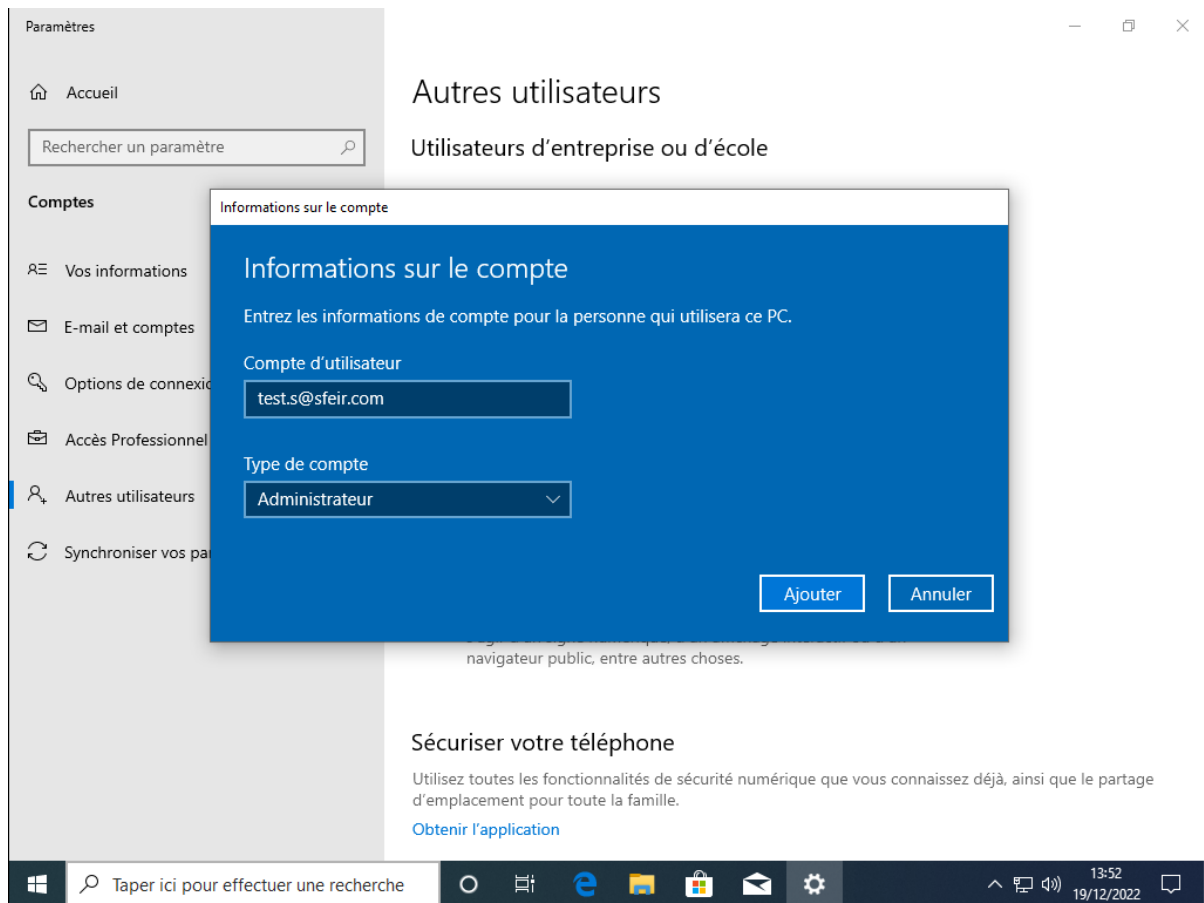 Paramètres
Accueil
Rechercher un paramètre
Comptes
Vos informations
E-mail et comptes
Options de connexio
Accès Professionnel
Autres utilisateurs
Synchroniser vos par
Autres utilisateurs
Utilisateurs d'entreprise ou d'école
Informations sur le compte
Informations sur le compte
Entrez les informations de compte pour la personne qui utilisera ce PC.
Compte d'utilisateur
test.s@sfeir.com
Type de compte
Administrateur
Ajouter
Annuler
navigateur public, entre autres choses.
Sécuriser votre téléphone
Utilisez toutes les fonctionnalités de sécurité numérique que vous connaissez déjà, ainsi que le partage
d'emplacement pour toute la famille.
Obtenir l'application
Taper ici pour effectuer une recherche
13:52
19/12/2022